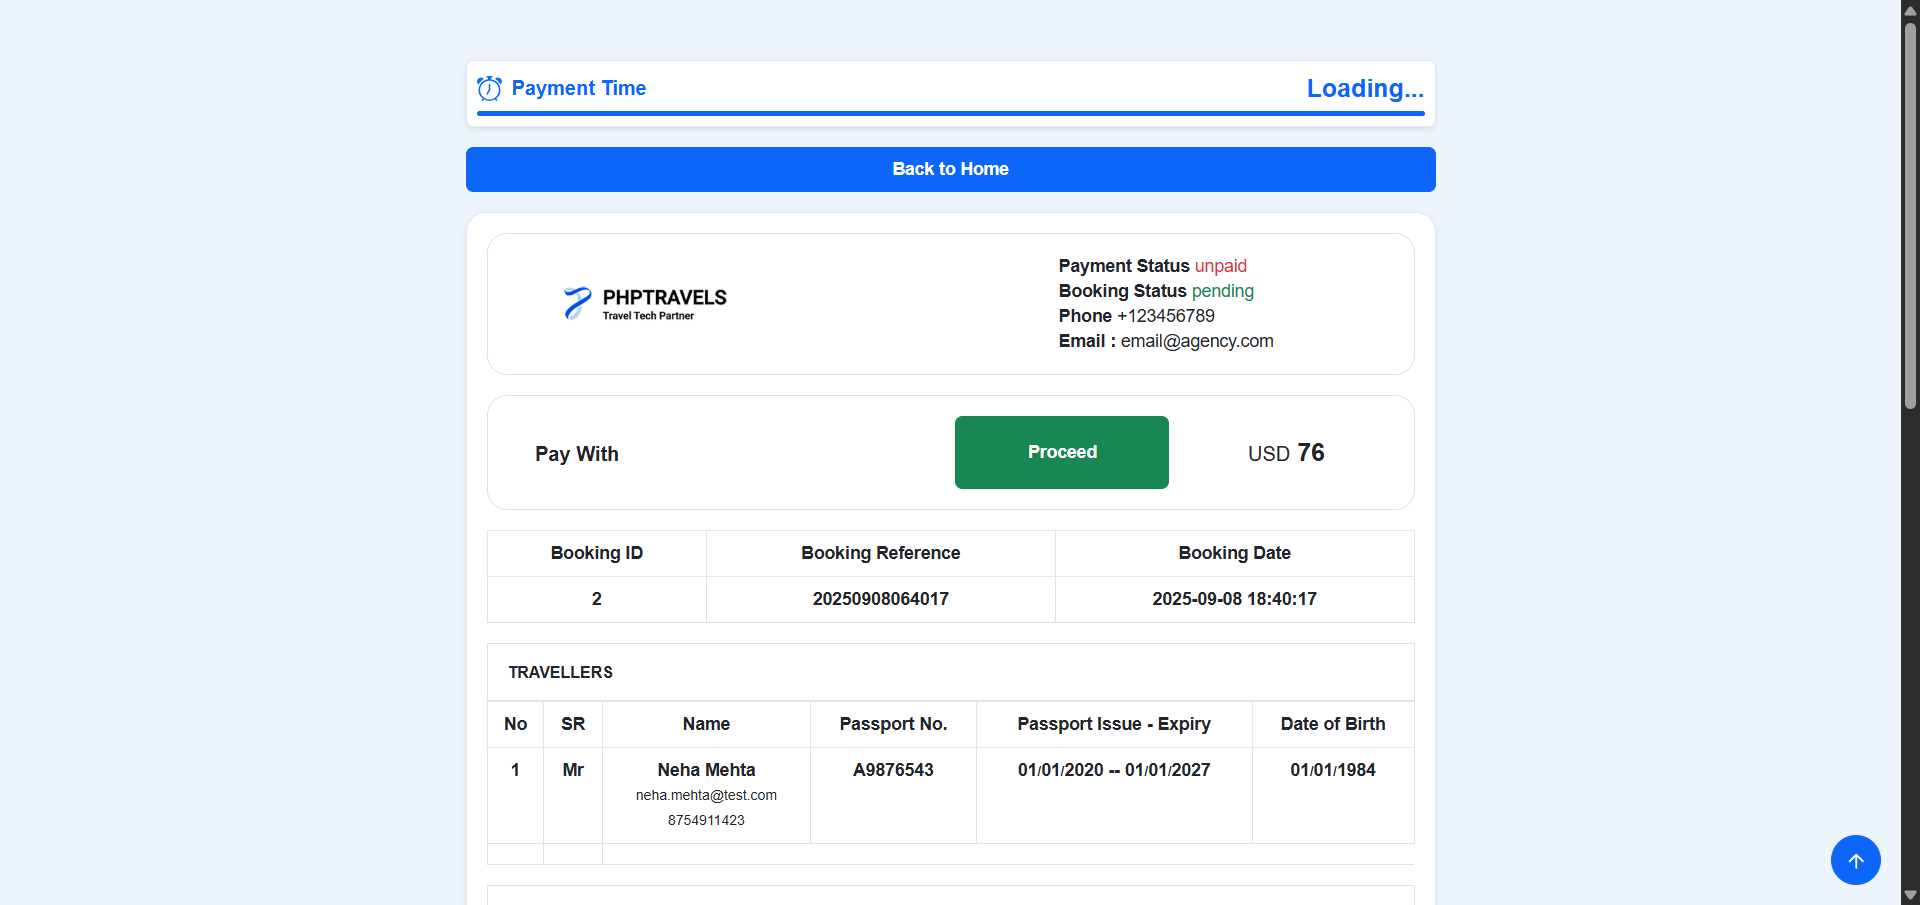 Payment Time Loading...
Back to Home
PHPTRAVELS
Travel Tech Partner
Payment Status unpaid
Booking Status pending
Phone +123456789
Email : email@agency.com
Pay With Proceed USD 76
Booking ID Booking Reference Booking Date
2 20250908064017 2025-09-08 18:40:17
TRAVELLERS
No SR Name Passport No. Passport Issue - Expiry Date of Birth
1 Mr Neha Mehta A9876543 01/01/2020 -- 01/01/2027 01/01/1984
neha.mehta@test.com
8754911423